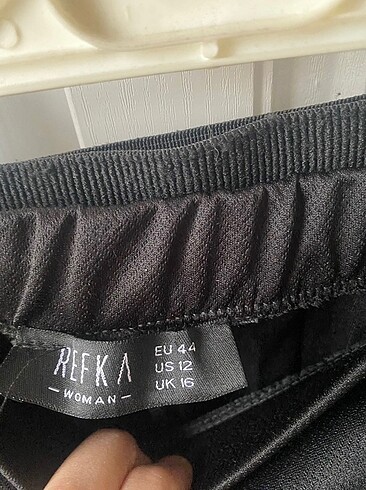 REFKA
EU 44
US 12
UK 16
- WOMAN -